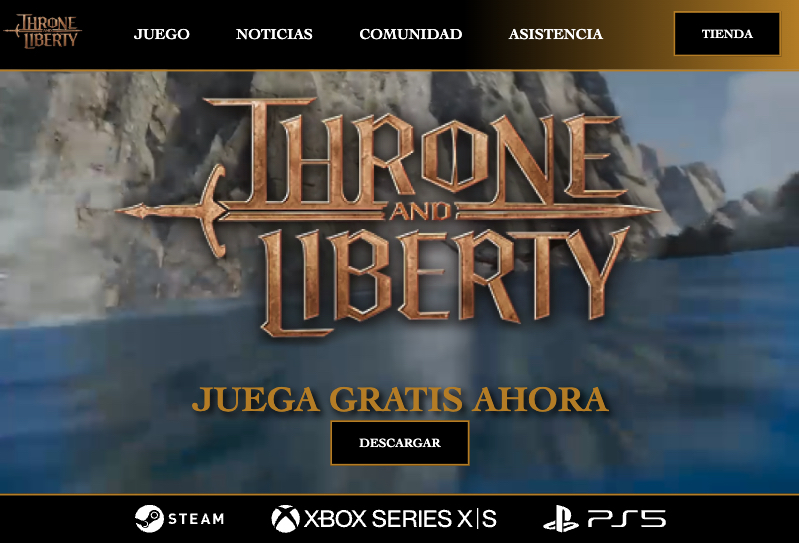 THRONE
AND
LIBERTY
JUEGO
NOTICIAS
COMUNIDAD
ASISTENCIA
TIENDA
THRONE
AND
LIBERTY
JUEGA GRATIS AHORA
DESCARGAR
STEAM
XBOX SERIES X|S
PS5